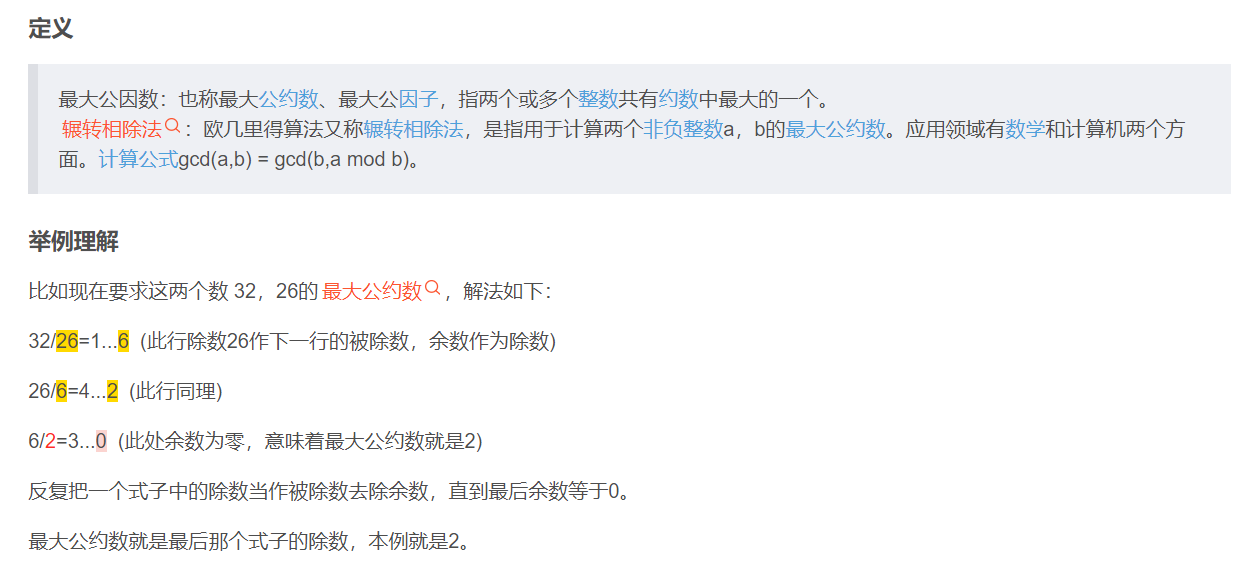 定义
最大公因数：也称最大公约数、最大公因子，指两个或多个整数共有约数中最大的一个。
辗转相除法：欧几里得算法又称辗转相除法，是指用于计算两个非负整数a，b的最大公约数。应用领域有数学和计算机两个方
面。计算公式gcd(a,b) = gcd(b,a mod b)。
举例理解
比如现在要求这两个数 32，26的 最大公约数，解法如下：
32/26=1...6  (此行除数26作下一行的被除数，余数作为除数)
26/6=4...2  (此行同理)
6/2=3...0  (此处余数为零，意味着最大公约数就是2)
反复把一个式子中的除数当作被除数去除余数，直到最后余数等于0。
最大公约数就是最后那个式子的除数，本例就是2。